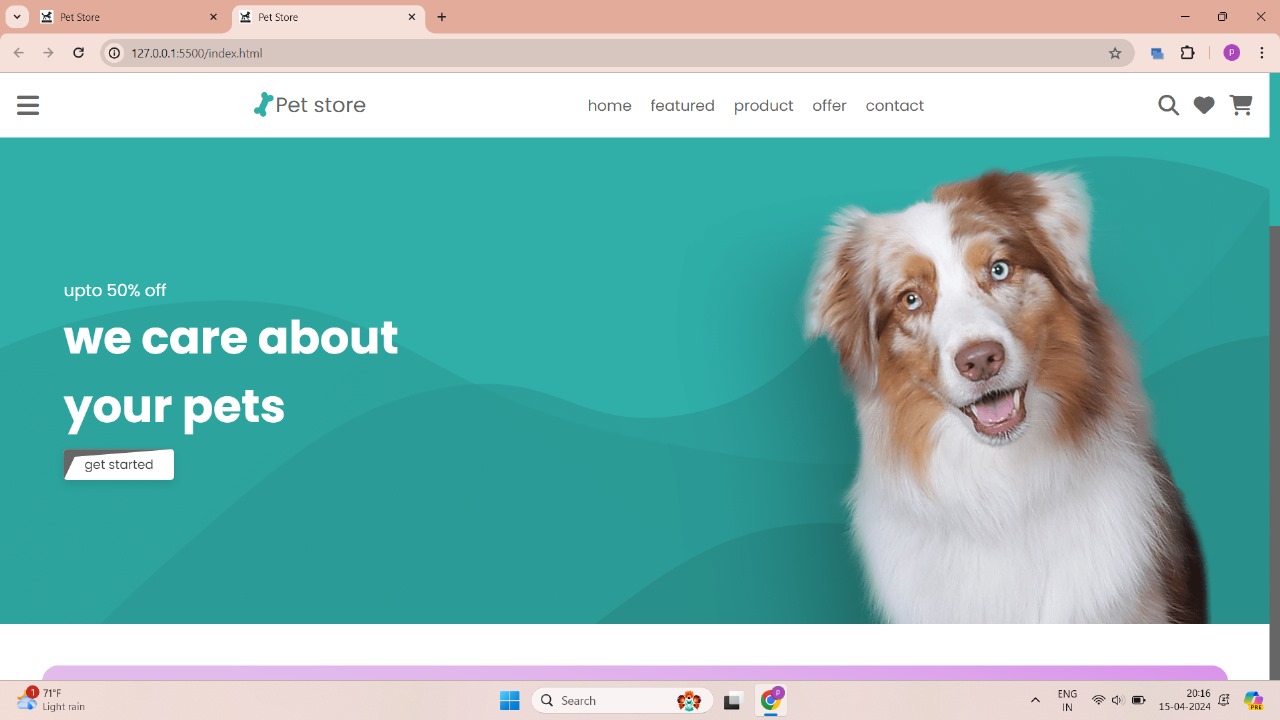 Pet Store
Pet Store
127.0.0.1:5500/index.html
P
Pet store
home featured product offer contact
upto 50% off
we care about
your pets
get started
1
71°F
Light rain
Search
P
ENG
IN
20:16
15-04-2024
PRE